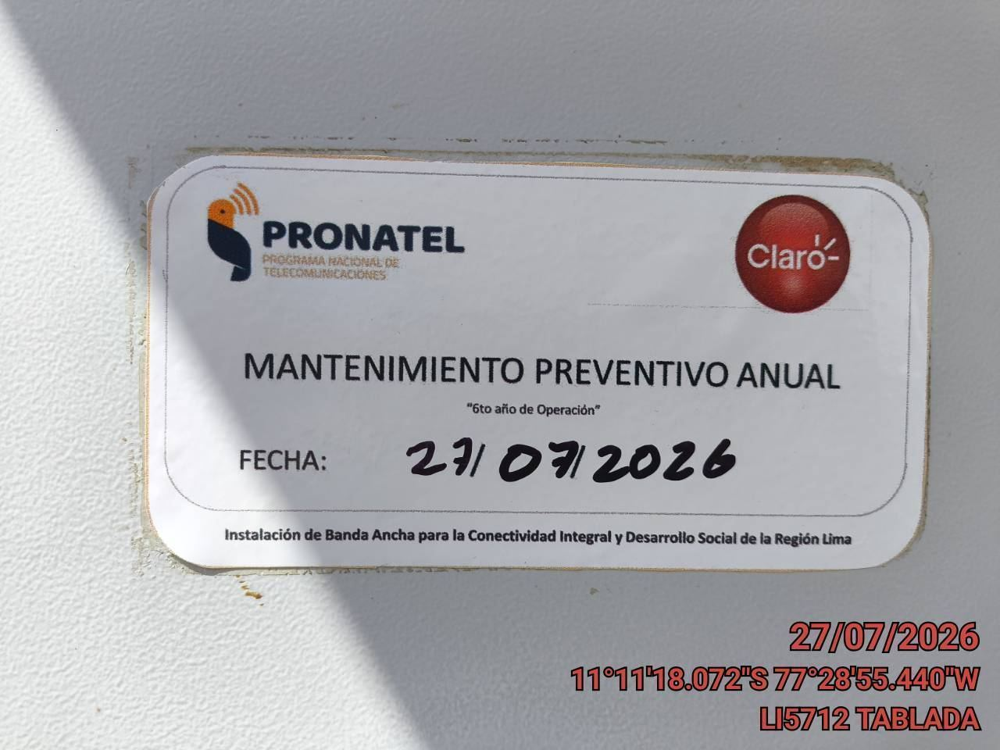 PRONATEL
PROGRAMA NACIONAL DE
TELECOMUNICACIONES
Claro-
MANTENIMIENTO PREVENTIVO ANUAL
"6to año de Operación"
FECHA: 27/07/2026
Instalación de Banda Ancha para la Conectividad Integral y Desarrollo Social de la Región Lima
27/07/2026
11°11'18.072"S 77°28'55.440"W
LI5712 TABLADA